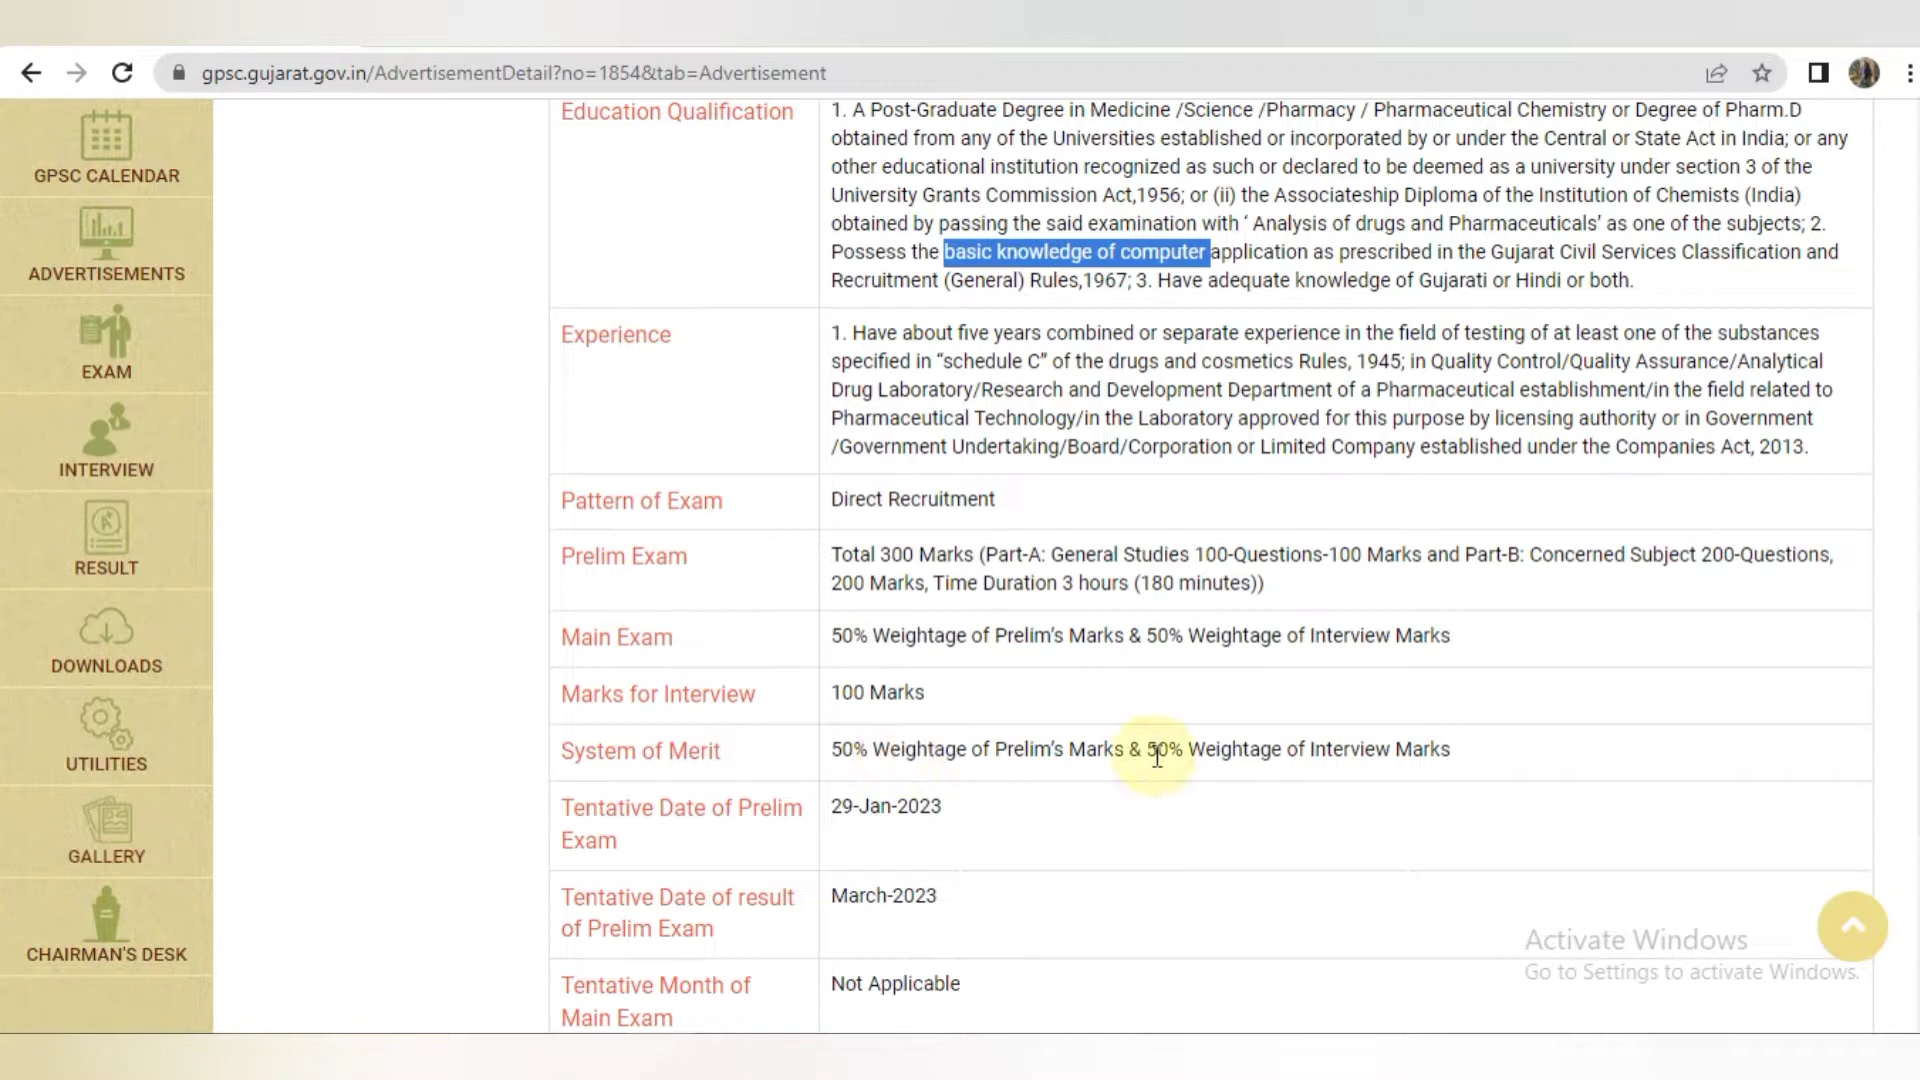 gpsc.gujarat.gov.in/AdvertisementDetail?no=1854&tab=Advertisement
GPSC CALENDAR
ADVERTISEMENTS
EXAM
INTERVIEW
RESULT
DOWNLOADS
UTILITIES
GALLERY
CHAIRMAN'S DESK
Education Qualification
1. A Post-Graduate Degree in Medicine /Science /Pharmacy / Pharmaceutical Chemistry or Degree of Pharm.D
obtained from any of the Universities established or incorporated by or under the Central or State Act in India; or any
other educational institution recognized as such or declared to be deemed as a university under section 3 of the
University Grants Commission Act,1956; or (ii) the Associateship Diploma of the Institution of Chemists (India)
obtained by passing the said examination with ‘ Analysis of drugs and Pharmaceuticals’ as one of the subjects; 2.
Possess the basic knowledge of computer application as prescribed in the Gujarat Civil Services Classification and
Recruitment (General) Rules,1967; 3. Have adequate knowledge of Gujarati or Hindi or both.
Experience
1. Have about five years combined or separate experience in the field of testing of at least one of the substances
specified in “schedule C” of the drugs and cosmetics Rules, 1945; in Quality Control/Quality Assurance/Analytical
Drug Laboratory/Research and Development Department of a Pharmaceutical establishment/in the field related to
Pharmaceutical Technology/in the Laboratory approved for this purpose by licensing authority or in Government
/Government Undertaking/Board/Corporation or Limited Company established under the Companies Act, 2013.
Pattern of Exam
Direct Recruitment
Prelim Exam
Total 300 Marks (Part-A: General Studies 100-Questions-100 Marks and Part-B: Concerned Subject 200-Questions,
200 Marks, Time Duration 3 hours (180 minutes))
Main Exam
50% Weightage of Prelim’s Marks & 50% Weightage of Interview Marks
Marks for Interview
100 Marks
System of Merit
50% Weightage of Prelim’s Marks & 50% Weightage of Interview Marks
Tentative Date of Prelim
Exam
29-Jan-2023
Tentative Date of result
of Prelim Exam
March-2023
Tentative Month of
Main Exam
Not Applicable
Activate Windows
Go to Settings to activate Windows.